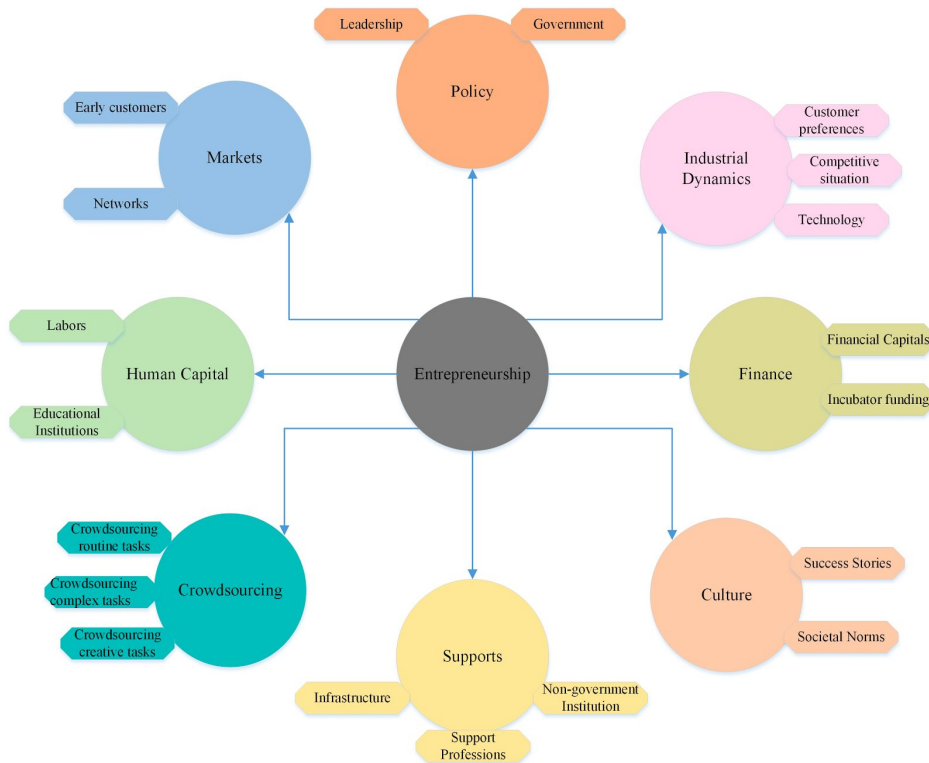 Leadership
Government
Policy
Early customers
Networks
Markets
Industrial
Dynamics
Customer
preferences
Competitive
situation
Technology
Labors
Educational
Institutions
Human Capital
Entrepreneurship
Finance
Financial Capitals
Incubator funding
Crowdsourcing
routine tasks
Crowdsourcing
complex tasks
Crowdsourcing
creative tasks
Crowdsourcing
Supports
Infrastructure
Support
Professions
Non-government
Institution
Culture
Success Stories
Societal Norms